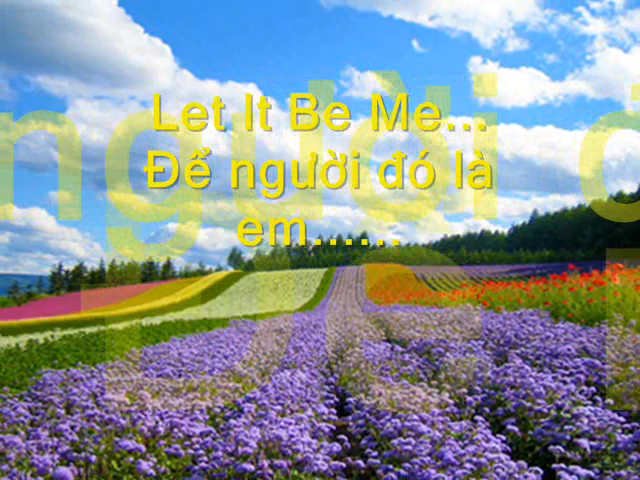 Let It Be Me...
Để người đó là
em......